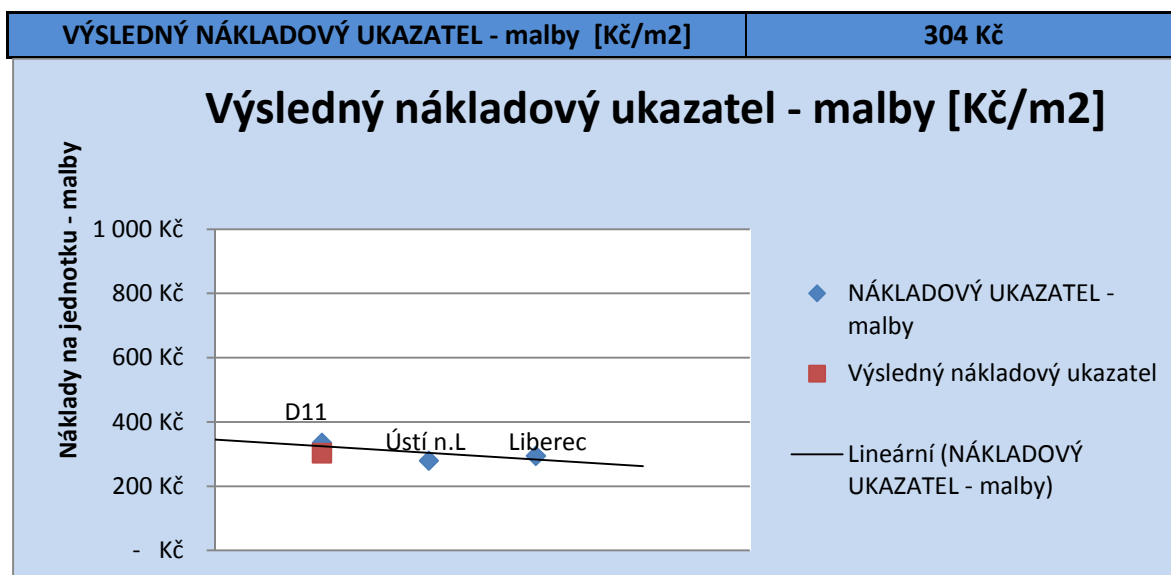 VÝSLEDNÝ NÁKLADOVÝ UKAZATEL - malby [Kč/m2] 304 Kč
Výsledný nákladový ukazatel - malby [Kč/m2]
Náklady na jednotku - malby
1 000 Kč
800 Kč
600 Kč
400 Kč
200 Kč
- Kč
D11
Ústí n.L
Liberec
NÁKLADOVÝ UKAZATEL -
malby
Výsledný nákladový ukazatel
Lineární (NÁKLADOVÝ
UKAZATEL - malby)